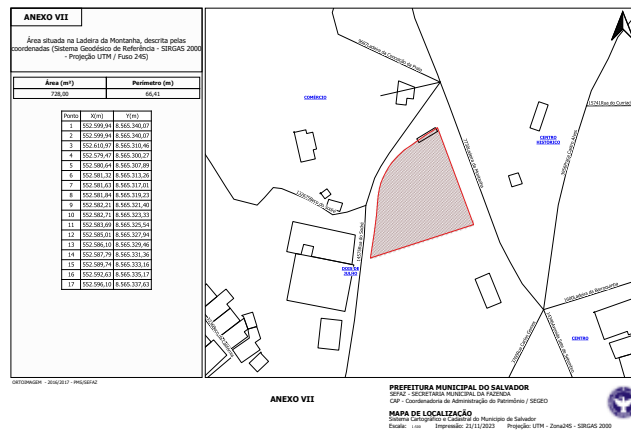 ANEXO VII
Área situada na Ladeira da Montanha, descrita pelas
coordenadas (Sistema Geodésico de Referência - SIRGAS 2000
- Projeção UTM / Fuso 24S)
Área (m²) Perímetro (m)
728,00 66,41
Ponto X(m) Y(m)
1 552.599,94 8.565.340,07
2 552.599,94 8.565.340,07
3 552.610,97 8.565.310,46
4 552.579,47 8.565.300,27
5 552.580,64 8.565.307,89
6 552.581,32 8.565.313,26
7 552.581,63 8.565.317,01
8 552.581,84 8.565.319,23
9 552.582,21 8.565.321,40
10 552.582,71 8.565.323,33
11 552.583,69 8.565.325,54
12 552.585,01 8.565.327,94
13 552.586,10 8.565.329,46
14 552.587,79 8.565.331,36
15 552.589,74 8.565.333,16
16 552.592,63 8.565.335,17
17 552.596,10 8.565.337,63
COMÉRCIO
CENTRO
HISTÓRICO
DOIS DE
JULHO
CENTRO
ORTOIMAGEM - 2016/2017 - PMS/SEFAZ
ANEXO VII
PREFEITURA MUNICIPAL DO SALVADOR
SEFAZ - SECRETARIA MUNICIPAL DA FAZENDA
CAP - Coordenadoria de Administração do Patrimônio / SEGEO
MAPA DE LOCALIZAÇÃO
Sistema Cartográfico e Cadastral do Município de Salvador
Escala: Impressão: 21/11/2023 Projeção: UTM - Zona24S - SIRGAS 2000